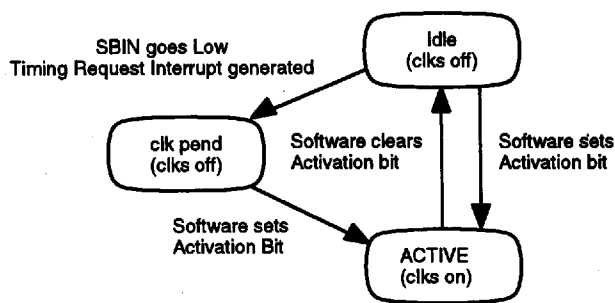 SBIN goes Low
Timing Request Interrupt generated
Idle
(clks off)
clk pend
(clks off)
Software clears
Activation bit
Software sets
Activation bit
Software sets
Activation Bit
ACTIVE
(clks on)